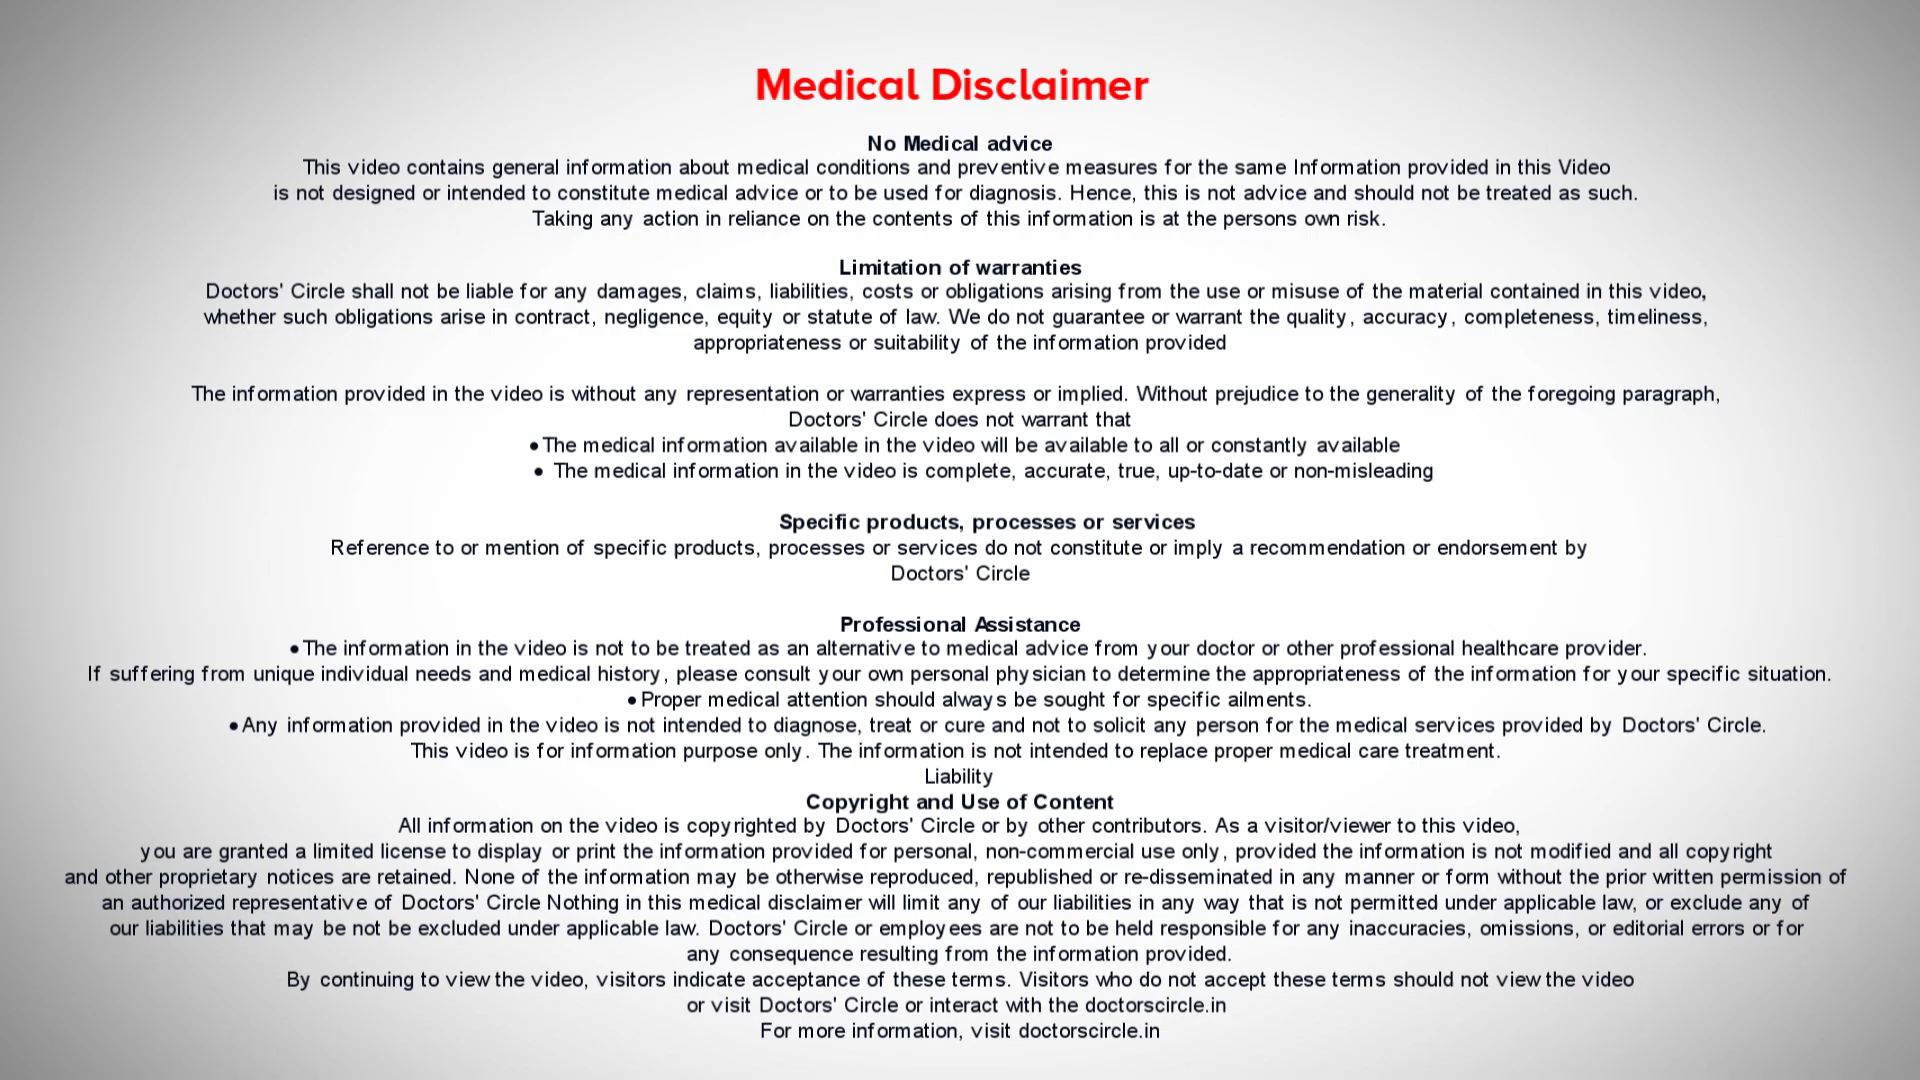 Medical Disclaimer
No Medical advice
This video contains general information about medical conditions and preventive measures for the same Information provided in this Video
is not designed or intended to constitute medical advice or to be used for diagnosis. Hence, this is not advice and should not be treated as such.
Taking any action in reliance on the contents of this information is at the persons own risk.
Limitation of warranties
Doctors' Circle shall not be liable for any damages, claims, liabilities, costs or obligations arising from the use or misuse of the material contained in this video,
whether such obligations arise in contract, negligence, equity or statute of law. We do not guarantee or warrant the quality, accuracy, completeness, timeliness,
appropriateness or suitability of the information provided
The information provided in the video is without any representation or warranties express or implied. Without prejudice to the generality of the foregoing paragraph,
Doctors' Circle does not warrant that
• The medical information available in the video will be available to all or constantly available
• The medical information in the video is complete, accurate, true, up-to-date or non-misleading
Specific products, processes or services
Reference to or mention of specific products, processes or services do not constitute or imply a recommendation or endorsement by
Doctors' Circle
Professional Assistance
• The information in the video is not to be treated as an alternative to medical advice from your doctor or other professional healthcare provider.
If suffering from unique individual needs and medical history, please consult your own personal physician to determine the appropriateness of the information for your specific situation.
• Proper medical attention should always be sought for specific ailments.
• Any information provided in the video is not intended to diagnose, treat or cure and not to solicit any person for the medical services provided by Doctors' Circle.
This video is for information purpose only. The information is not intended to replace proper medical care treatment.
Liability
Copyright and Use of Content
All information on the video is copyrighted by Doctors' Circle or by other contributors. As a visitor/viewer to this video,
you are granted a limited license to display or print the information provided for personal, non-commercial use only, provided the information is not modified and all copyright
and other proprietary notices are retained. None of the information may be otherwise reproduced, republished or re-disseminated in any manner or form without the prior written permission of
an authorized representative of Doctors' Circle Nothing in this medical disclaimer will limit any of our liabilities in any way that is not permitted under applicable law, or exclude any of
our liabilities that may be not be excluded under applicable law. Doctors' Circle or employees are not to be held responsible for any inaccuracies, omissions, or editorial errors or for
any consequence resulting from the information provided.
By continuing to view the video, visitors indicate acceptance of these terms. Visitors who do not accept these terms should not view the video
or visit Doctors' Circle or interact with the doctorscircle.in
For more information, visit doctorscircle.in